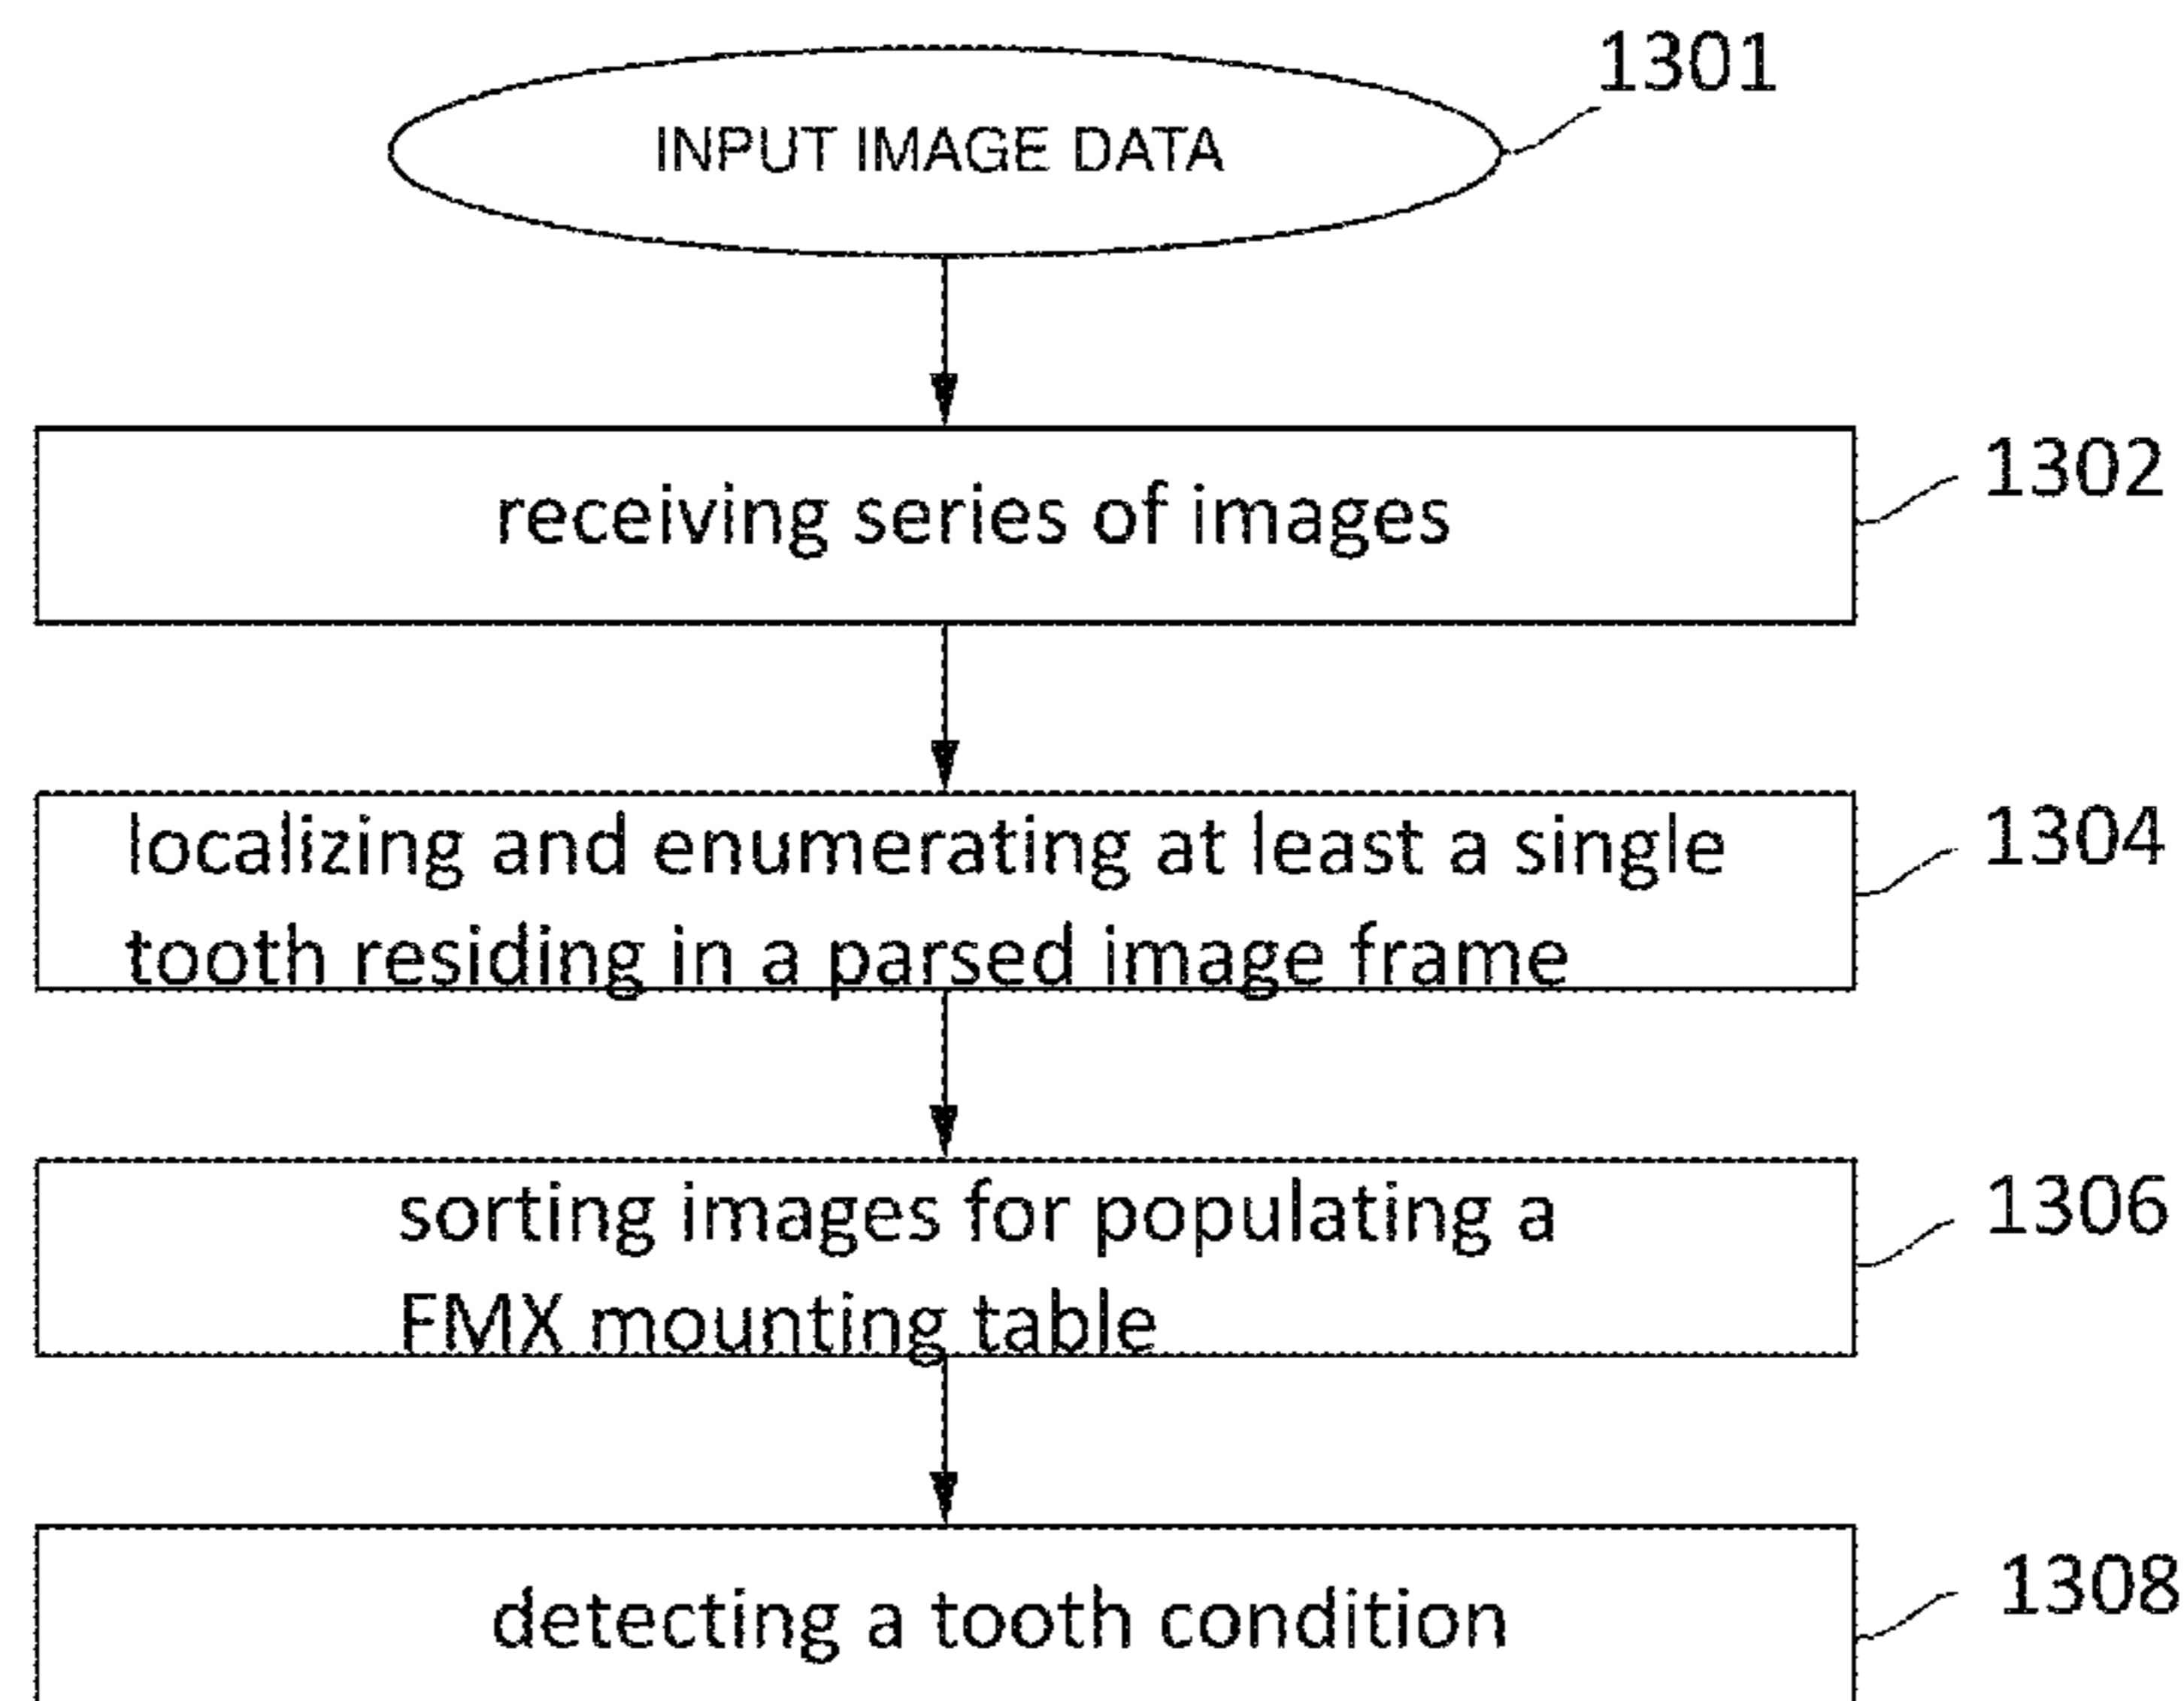 1301
INPUT IMAGE DATA
1302
receiving series of images
1304
localizing and enumerating at least a single
tooth residing in a parsed image frame
1306
sorting images for populating a
FMX mounting table
1308
detecting a tooth condition